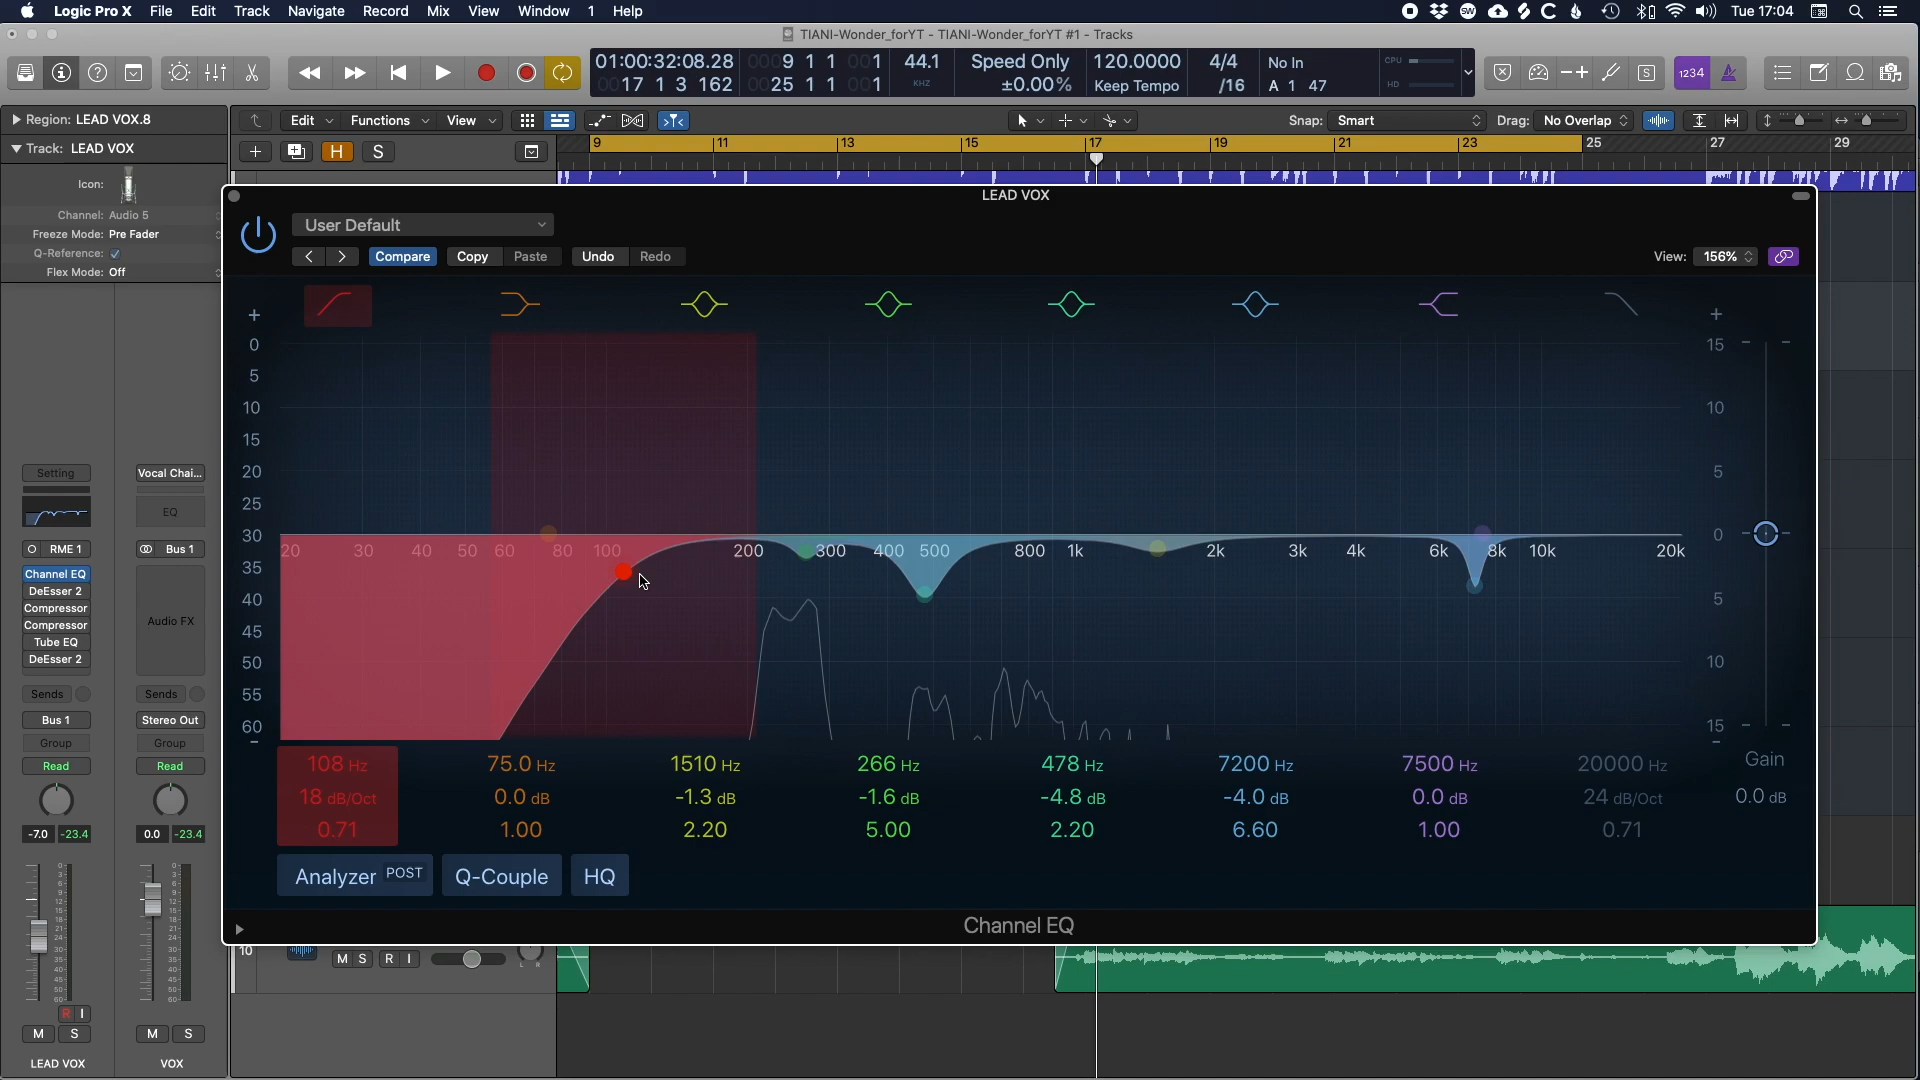 Logic Pro X File Edit Track Navigate Record Mix View Window 1 Help Tue 17:04
TIANI-Wonder_forYT - TIANI-Wonder_forYT #1 - Tracks
01:00:32:08.28 0009 1 1 001 44.1 Speed Only 120.0000 4/4 No In CPU
0017 1 3 162 0025 1 1 001 KHZ ±0.00% Keep Tempo /16 A 1 47 HD
1234
Region: LEAD VOX.8
Edit Functions View Snap: Smart Drag: No Overlap
Track: LEAD VOX
H S 9 11 13 15 17 19 21 23 25 27 29
Icon:
Channel: Audio 5
Freeze Mode: Pre Fader
Q-Reference:
Flex Mode: Off
LEAD VOX
User Default
Compare Copy Paste Undo Redo View: 156%
+ +
0 15
5
10 10
15
20 5
25
30 0
20 30 40 50 60 80 100 200 300 400 500 800 1k 2k 3k 4k 6k 8k 10k 20k
35
40 5
45
50 10
55
60 15
- -
108 Hz 75.0 Hz 1510 Hz 266 Hz 478 Hz 7200 Hz 7500 Hz 20000 Hz Gain
18 dB/Oct 0.0 dB -1.3 dB -1.6 dB -4.8 dB -4.0 dB 0.0 dB 24 dB/Oct 0.0 dB
0.71 1.00 2.20 5.00 2.20 6.60 1.00 0.71
Analyzer POST Q-Couple HQ
Channel EQ
Setting Vocal Chai...
EQ
RME 1 Bus 1
Channel EQ
DeEsser 2
Compressor
Audio FX
Compressor
Tube EQ
DeEsser 2
Sends Sends
Bus 1 Stereo Out
Group Group
Read Read
-7.0 -23.4 0.0 -23.4
R I
M S M S
LEAD VOX VOX
10 M S R I L R